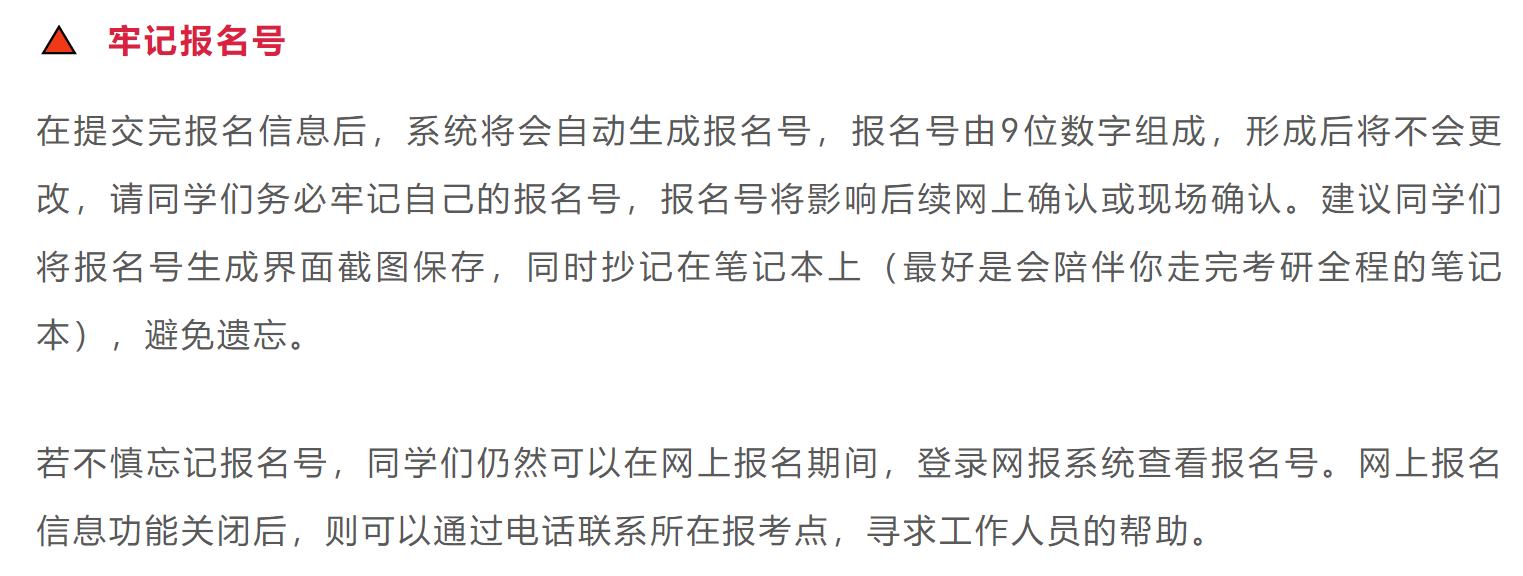 牢记报名号
在提交完报名信息后，系统将会自动生成报名号，报名号由9位数字组成，形成后将不会更
改，请同学们务必牢记自己的报名号，报名号将影响后续网上确认或现场确认。建议同学们
将报名号生成界面截图保存，同时抄记在笔记本上（最好是会陪伴你走完考研全程的笔记
本），避免遗忘。
若不慎忘记报名号，同学们仍然可以在网上报名期间，登录网报系统查看报名号。网上报名
信息功能关闭后，则可以通过电话联系所在报考点，寻求工作人员的帮助。